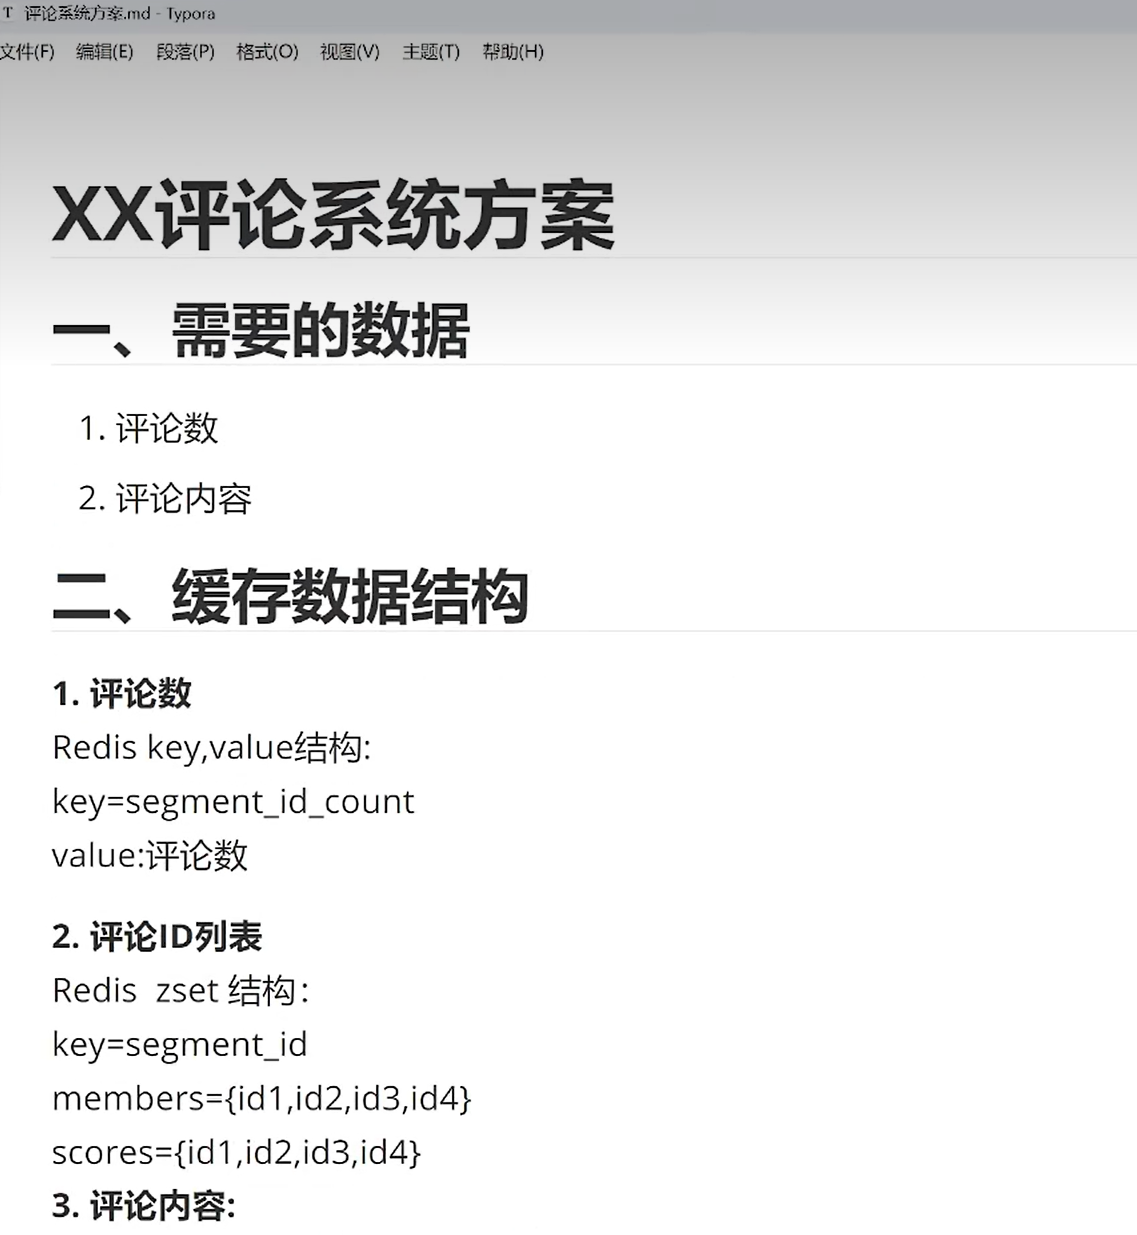 T 评论系统方案.md - Typora
文件(F) 编辑(E) 段落(P) 格式(O) 视图(V) 主题(T) 帮助(H)
XX评论系统方案
一、需要的数据
1. 评论数
2. 评论内容
二、缓存数据结构
1. 评论数
Redis key,value结构:
key=segment_id_count
value:评论数
2. 评论ID列表
Redis  zset 结构：
key=segment_id
members={id1,id2,id3,id4}
scores={id1,id2,id3,id4}
3. 评论内容: